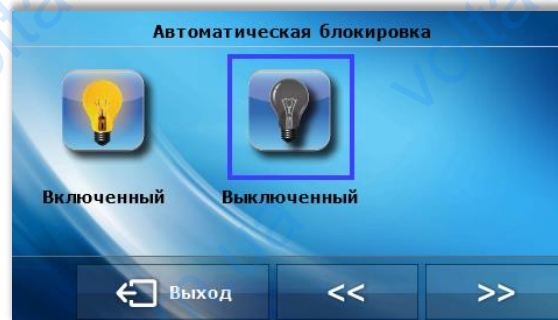 Автоматическая блокировка
Включенный Выключенный
Выход << >>